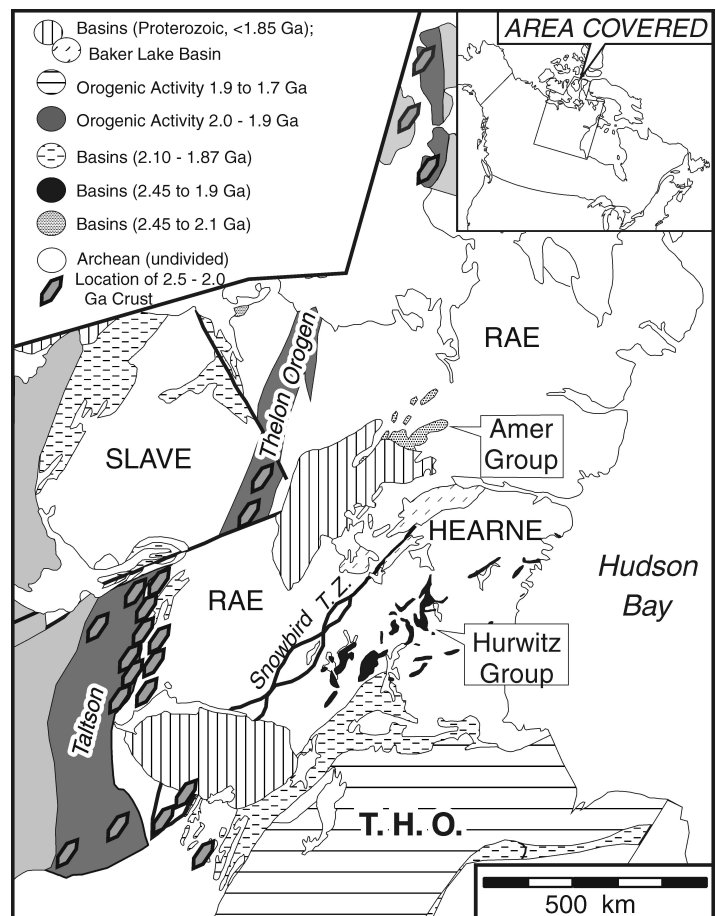 Basins (Proterozoic, <1.85 Ga);
Baker Lake Basin
Orogenic Activity 1.9 to 1.7 Ga
Orogenic Activity 2.0 - 1.9 Ga
Basins (2.10 - 1.87 Ga)
Basins (2.45 to 1.9 Ga)
Basins (2.45 to 2.1 Ga)
Archean (undivided)
Location of 2.5 - 2.0
Ga Crust
AREA COVERED
RAE
Thelon Orogen
SLAVE
Amer
Group
HEARNE
Hudson
Bay
RAE
Snowbird T.Z.
Hurwitz
Group
Taltson
T. H. O.
500 km